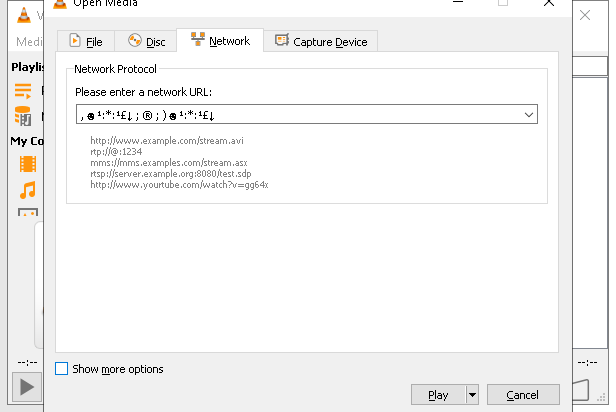 Open Media
Medi
File
Disc
Network
Capture Device
Playlis
My Co
Network Protocol
Please enter a network URL:
,☻¹:*:¹£↓;®;)☻¹:*:¹£↓
http://www.example.com/stream.avi
rtp://@:1234
mms://mms.examples.com/stream.asx
rtsp://server.example.org:8080/test.sdp
http://www.yourtube.com/watch?v=gg64x
Show more options
--:--
--:--
Play
Cancel